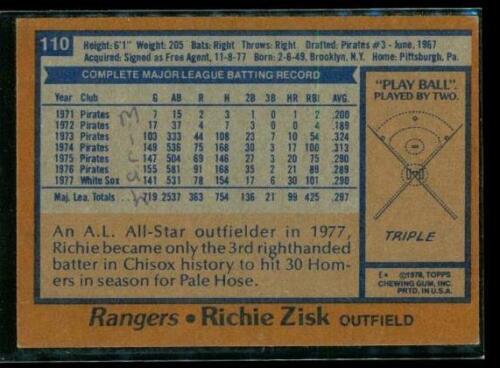 110 Height: 6'1" Weight: 205 Bats: Right Throws: Right Drafted: Pirates #3 - June, 1967
Acquired: Signed as Free Agent, 11-8-77 Born: 2-6-49, Brooklyn, N.Y. Home: Pittsburgh, Pa.
COMPLETE MAJOR LEAGUE BATTING RECORD
Year Club G AB R H 2B 3B HR RBI AVG.
1971 Pirates 7 15 2 3 1 0 1 2 .200
1972 Pirates 17 37 4 7 3 0 0 4 .189
1973 Pirates 103 333 44 108 23 7 10 54 .324
1974 Pirates 149 536 75 168 30 3 17 100 .313
1975 Pirates 147 504 69 146 27 3 20 75 .290
1976 Pirates 155 581 91 168 35 2 21 89 .289
1977 White Sox 141 531 78 154 17 6 30 101 .290
Maj. Lea. Totals 719 2537 363 754 136 21 99 425 .297
Micah
An A.L. All-Star outfielder in 1977,
Richie became only the 3rd righthanded
batter in Chisox history to hit 30 Hom-
ers in season for Pale Hose.
"PLAY BALL"
PLAYED BY TWO.
TRIPLE
E* ©1978, TOPPS
CHEWING GUM, INC.
PRTD. IN U.S.A.
Rangers • Richie Zisk OUTFIELD